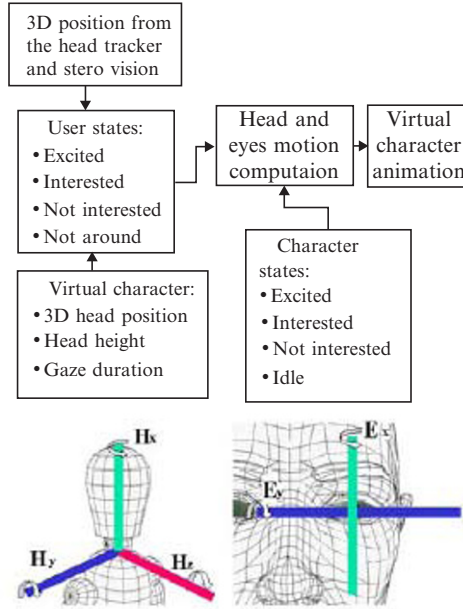 3D position from
the head tracker
and stero vision
User states:
• Excited
• Interested
• Not interested
• Not around
Head and
eyes motion
computaion
Virtual
character
animation
Virtual character:
• 3D head position
• Head height
• Gaze duration
Character
states:
• Excited
• Interested
• Not interested
• Idle
Hx
Hy
Hz
Ex
Ey